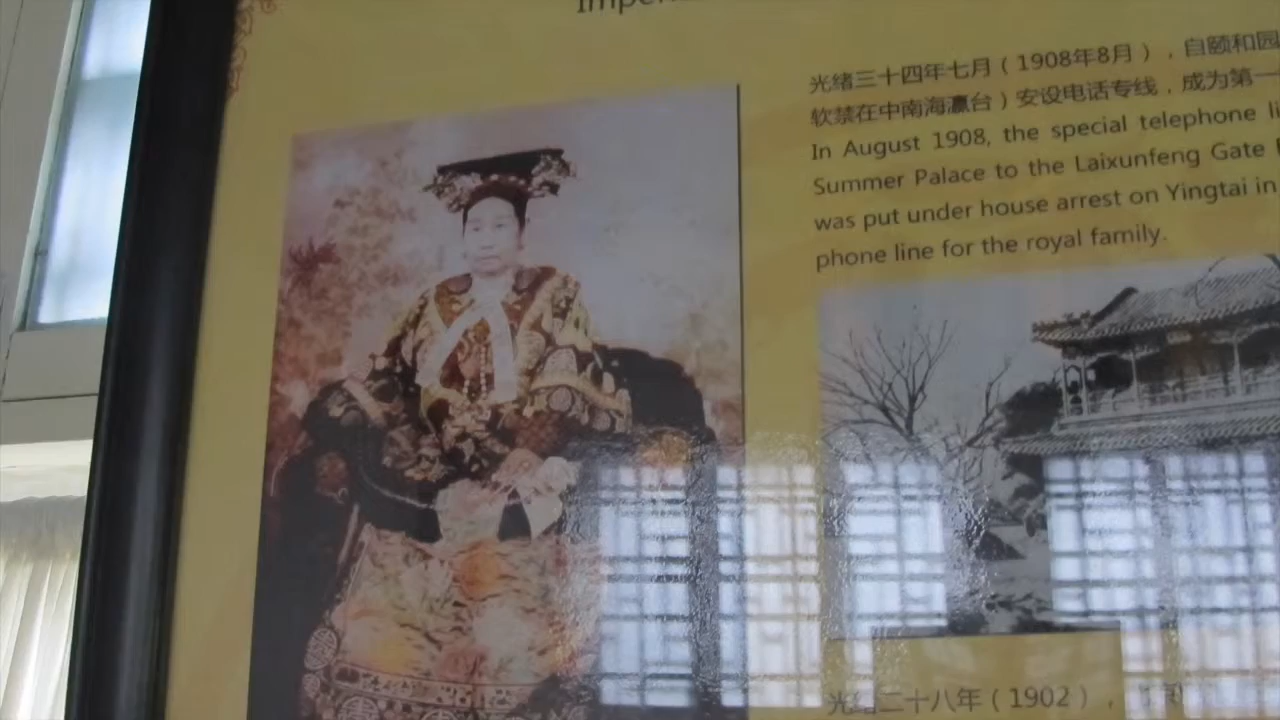 光绪三十四年七月（1908年8月），自颐和园
软禁在中南海瀛台）安设电话专线，成为第一
In August 1908, the special telephone
Summer Palace to the Laixunfeng Gate
was put under house arrest on Yingtai in
phone line for the royal family.
光绪二十八年（1902），